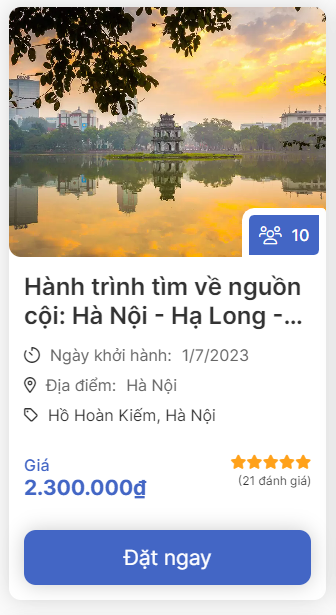 10
Hành trình tìm về nguồn
cội: Hà Nội - Hạ Long -...
Ngày khởi hành: 1/7/2023
Địa điểm: Hà Nội
Hồ Hoàn Kiếm, Hà Nội
Giá
2.300.000₫
(21 đánh giá)
Đặt ngay